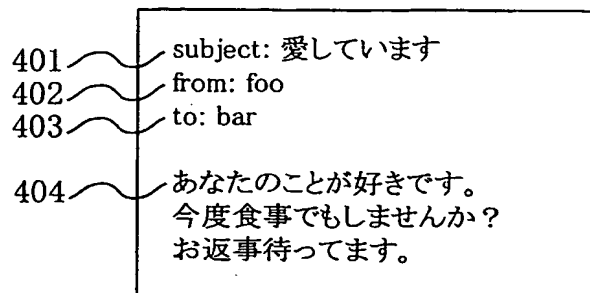 401 subject: 愛しています
402 from: foo
403 to: bar
404 あなたのことが好きです。
今度食事でもしませんか？
お返事待ってます。